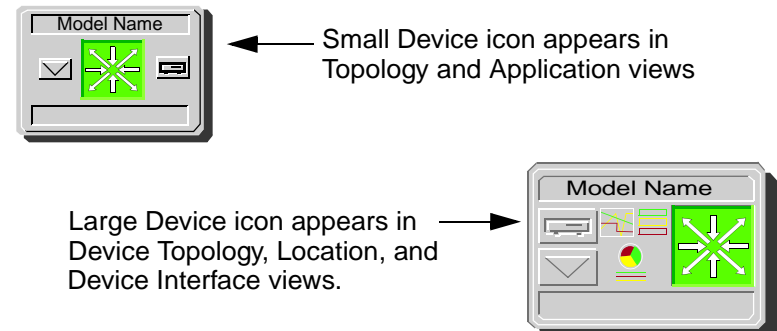 Model Name
Small Device icon appears in
Topology and Application views
Model Name
Large Device icon appears in
Device Topology, Location, and
Device Interface views.